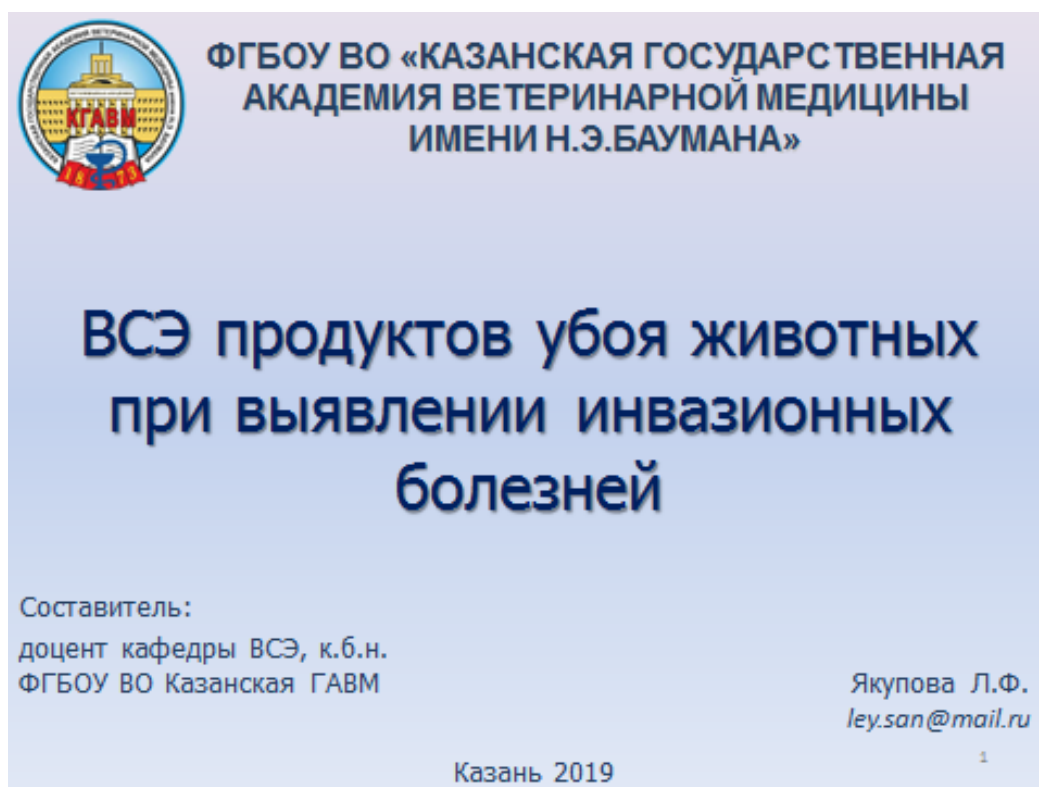 ФГБОУ ВО «КАЗАНСКАЯ ГОСУДАРСТВЕННАЯ
АКАДЕМИЯ ВЕТЕРИНАРНОЙ МЕДИЦИНЫ
ИМЕНИ Н.Э.БАУМАНА»
КГАВМ
1873
ВСЭ продуктов убоя животных
при выявлении инвазионных
болезней
Составитель:
доцент кафедры ВСЭ, к.б.н.
ФГБОУ ВО Казанская ГАВМ
Якупова Л.Ф.
ley.san@mail.ru
Казань 2019
1